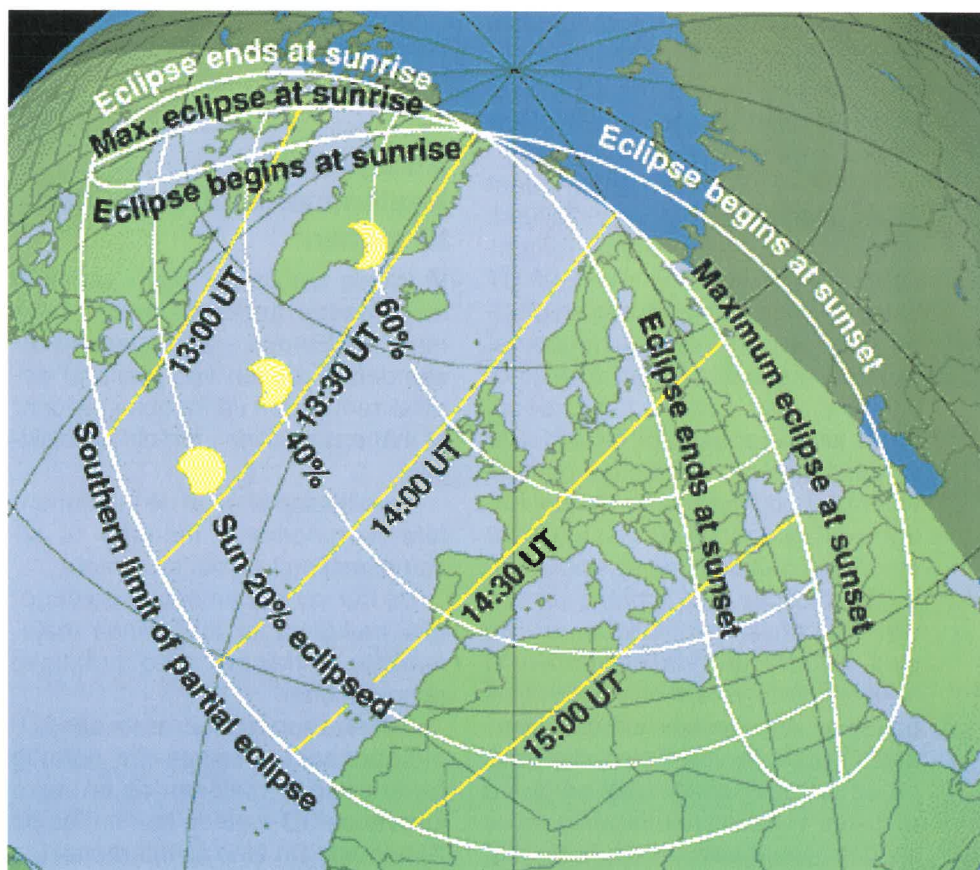 Eclipse ends at sunrise
Max. eclipse at sunrise
Eclipse begins at sunrise
Eclipse begins at sunset
Maximum eclipse at sunset
Eclipse ends at sunset
13:00 UT
13:30 UT
14:00 UT
14:30 UT
15:00 UT
60%
40%
Sun 20% eclipsed
Southern limit of partial eclipse